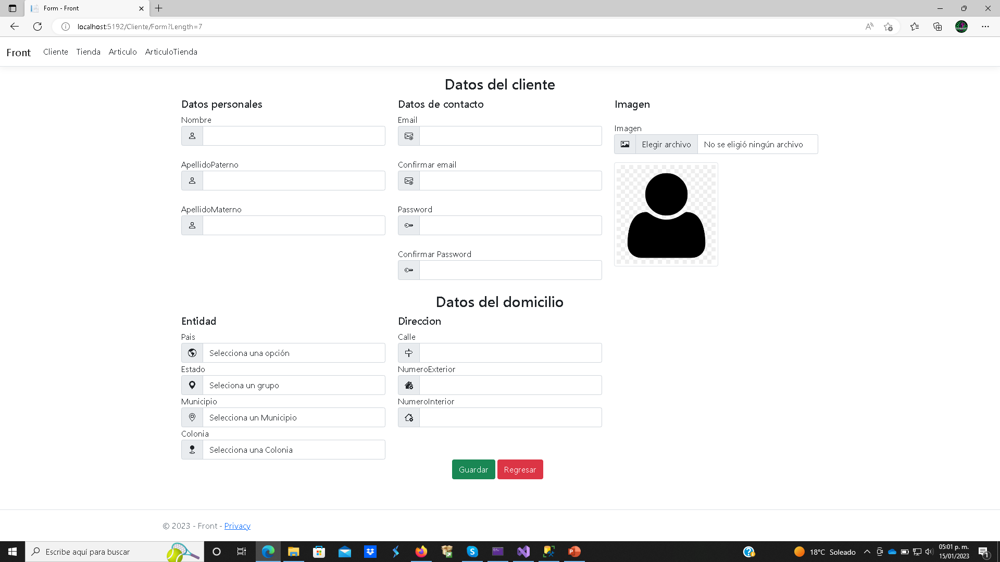 Form - Front
localhost:5192/Cliente/Form?Length=7
Front Cliente Tienda Articulo ArticuloTienda
Datos del cliente
Datos personales
Nombre
ApellidoPaterno
ApellidoMaterno
Datos de contacto
Email
Confirmar email
Password
Confirmar Password
Imagen
Imagen
Elegir archivo No se eligió ningún archivo
Datos del domicilio
Entidad
Pais
Selecciona una opción
Estado
Seleciona un grupo
Municipio
Selecciona un Municipio
Colonia
Selecciona una Colonia
Direccion
Calle
NumeroExterior
NumeroInterior
Guardar Regresar
© 2023 - Front - Privacy
Escribe aquí para buscar
18°C Soleado
05:01 p. m.
15/01/2023
1